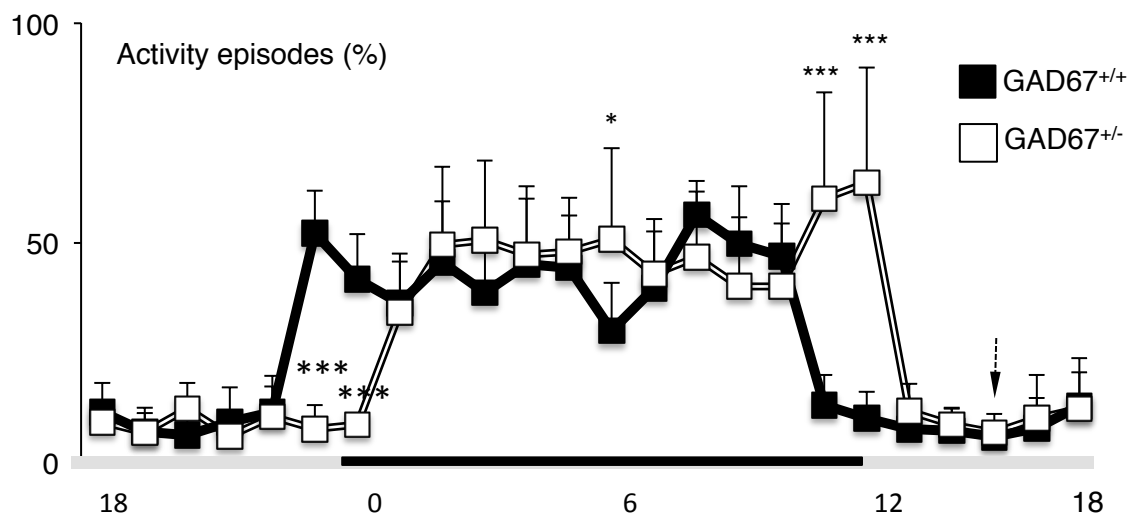 100
Activity episodes (%)
***
***
GAD67+/+
*
GAD67+/-
50
***
***
0
18 0 6 12 18